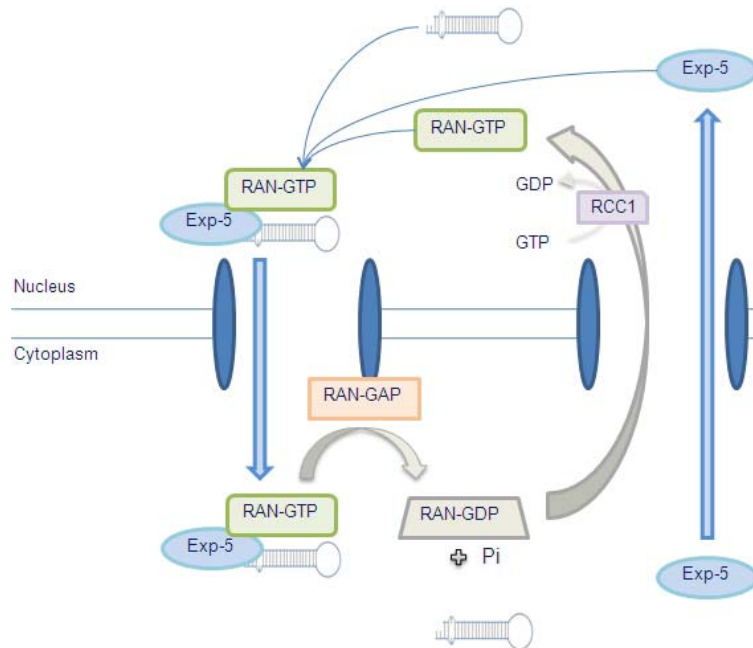 Exp-5
RAN-GTP
RAN-GTP
GDP
RCC1
Exp-5
GTP
Nucleus
Cytoplasm
RAN-GAP
RAN-GTP
RAN-GDP
Exp-5
Pi
Exp-5